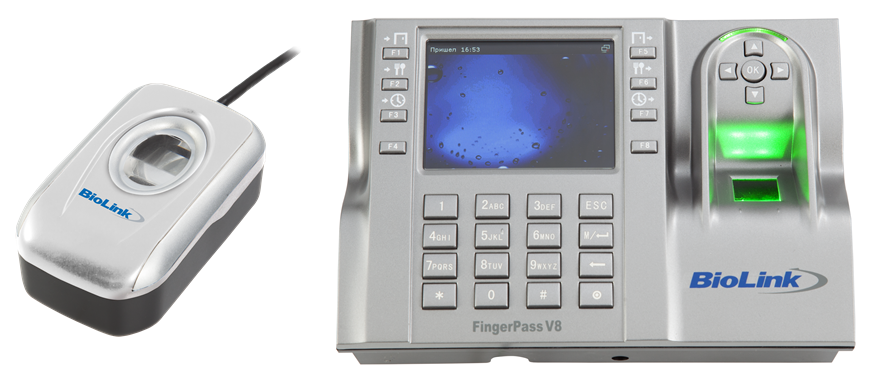 BioLink
Пришел 16:53
F1
F2
F3
F4
F5
F6
F7
F8
OK
1 2ABC 3DEF ESC
4GHI 5JKL 6MNO M/
7PQRS 8TUV 9WXYZ
* 0 #
FingerPass V8
BioLink